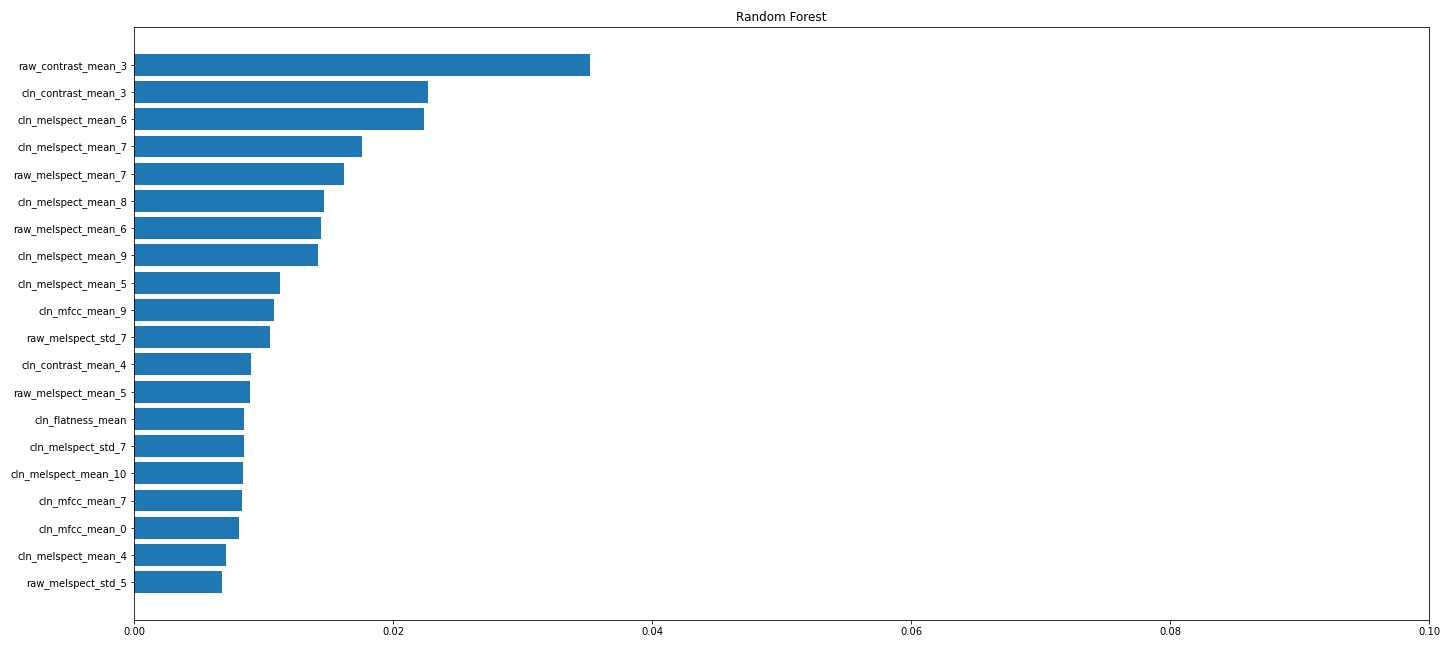 Random Forest
raw_contrast_mean_3
cln_contrast_mean_3
cln_melspect_mean_6
cln_melspect_mean_7
raw_melspect_mean_7
cln_melspect_mean_8
raw_melspect_mean_6
cln_melspect_mean_9
cln_melspect_mean_5
cln_mfcc_mean_9
raw_melspect_std_7
cln_contrast_mean_4
raw_melspect_mean_5
cln_flatness_mean
cln_melspect_std_7
cln_melspect_mean_10
cln_mfcc_mean_7
cln_mfcc_mean_0
cln_melspect_mean_4
raw_melspect_std_5
0.00 0.02 0.04 0.06 0.08 0.10